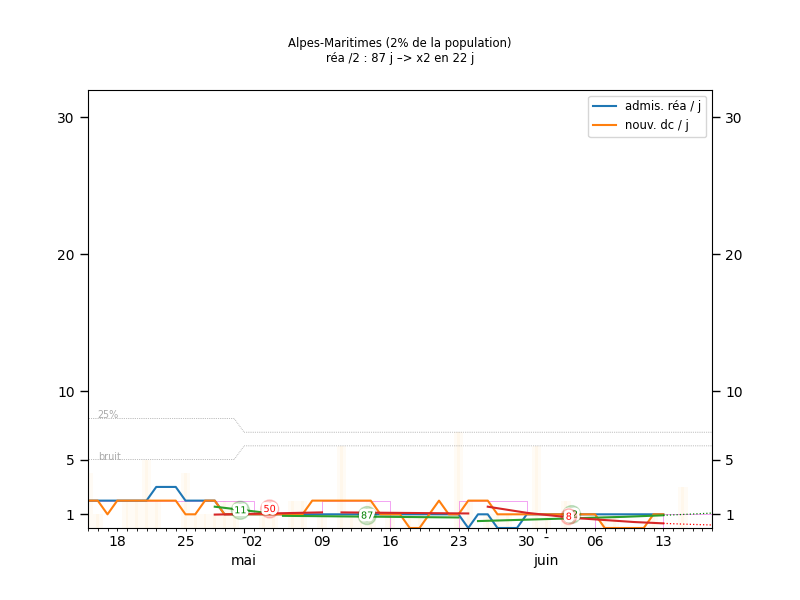 Alpes-Maritimes (2% de la population)
réa /2 : 87 j –> x2 en 22 j
admis. réa / j
nouv. dc / j
30 30
20 20
10 10
25%
bruit
5 5
11 50 87 8
1 1
18 25 02 09 16 23 30 06 13
mai juin